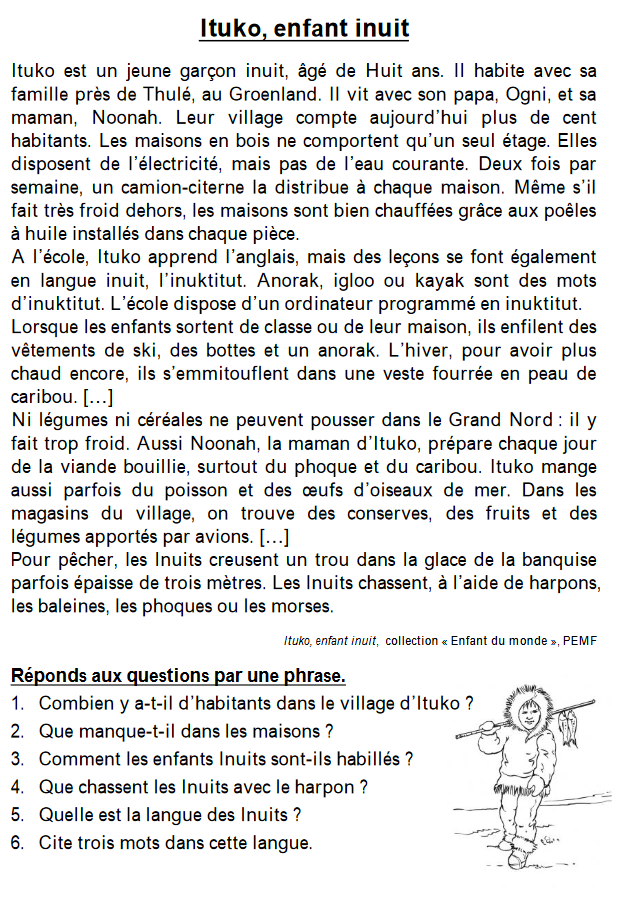 Ituko, enfant inuit
Ituko est un jeune garçon inuit, âgé de Huit ans. Il habite avec sa
famille près de Thulé, au Groenland. Il vit avec son papa, Ogni, et sa
maman, Noonah. Leur village compte aujourd’hui plus de cent
habitants. Les maisons en bois ne comportent qu’un seul étage. Elles
disposent de l’électricité, mais pas de l’eau courante. Deux fois par
semaine, un camion-citerne la distribue à chaque maison. Même s’il
fait très froid dehors, les maisons sont bien chauffées grâce aux poêles
à huile installés dans chaque pièce.
A l’école, Ituko apprend l’anglais, mais des leçons se font également
en langue inuit, l’inuktitut. Anorak, igloo ou kayak sont des mots
d’inuktitut. L’école dispose d’un ordinateur programmé en inuktitut.
Lorsque les enfants sortent de classe ou de leur maison, ils enfilent des
vêtements de ski, des bottes et un anorak. L’hiver, pour avoir plus
chaud encore, ils s’emmitouflent dans une veste fourrée en peau de
caribou. […]
Ni légumes ni céréales ne peuvent pousser dans le Grand Nord : il y
fait trop froid. Aussi Noonah, la maman d’Ituko, prépare chaque jour
de la viande bouillie, surtout du phoque et du caribou. Ituko mange
aussi parfois du poisson et des œufs d’oiseaux de mer. Dans les
magasins du village, on trouve des conserves, des fruits et des
légumes apportés par avions. […]
Pour pêcher, les Inuits creusent un trou dans la glace de la banquise
parfois épaisse de trois mètres. Les Inuits chassent, à l’aide de harpons,
les baleines, les phoques ou les morses.
Ituko, enfant inuit, collection « Enfant du monde », PEMF
Réponds aux questions par une phrase.
1. Combien y a-t-il d’habitants dans le village d’Ituko ?
2. Que manque-t-il dans les maisons ?
3. Comment les enfants Inuits sont-ils habillés ?
4. Que chassent les Inuits avec le harpon ?
5. Quelle est la langue des Inuits ?
6. Cite trois mots dans cette langue.